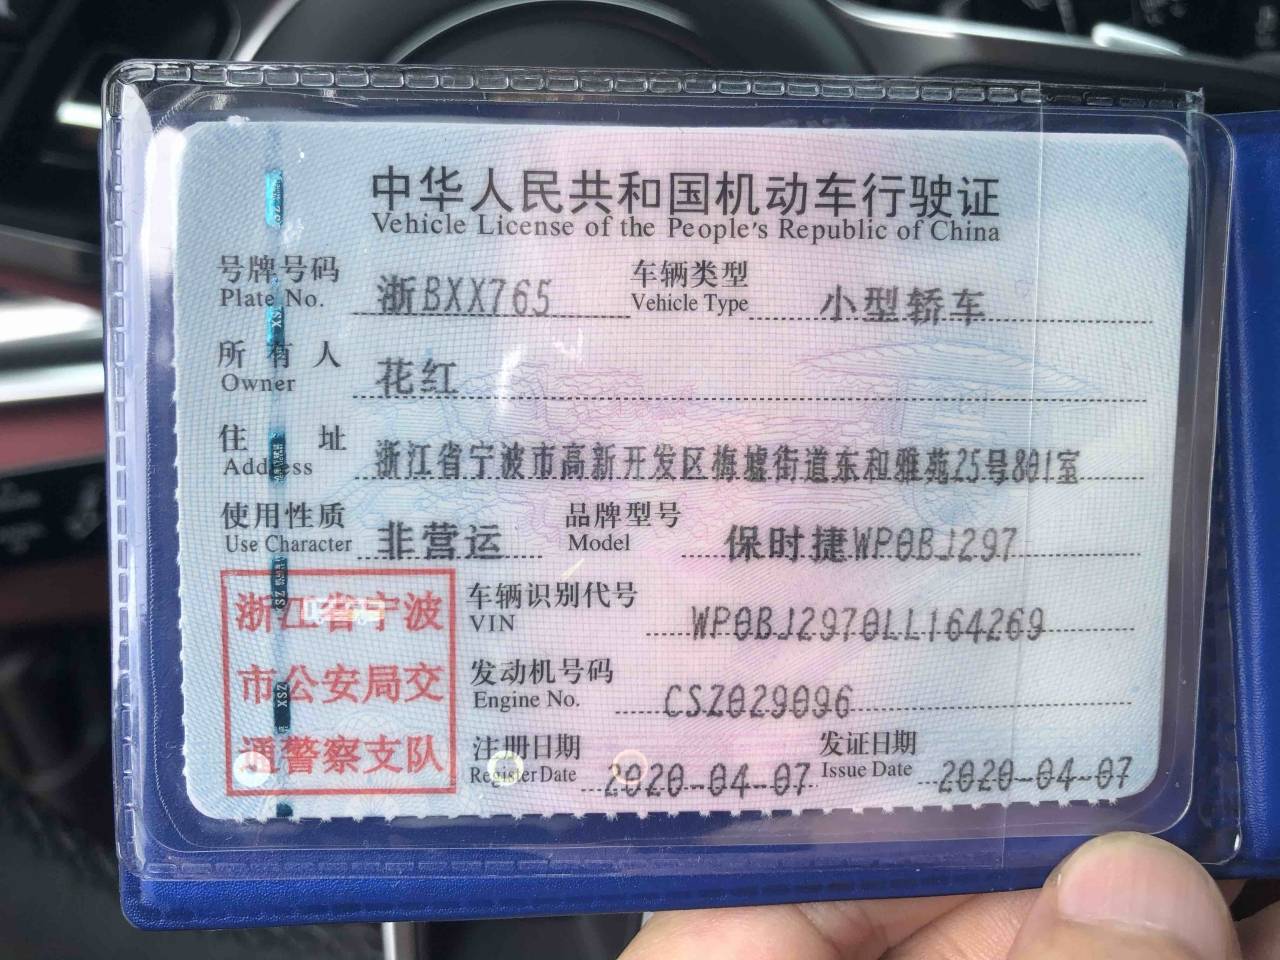 中华人民共和国机动车行驶证
Vehicle License of the People's Republic of China
号牌号码 浙BXX765 车辆类型 小型轿车
Plate No. Vehicle Type
所有人 花红
Owner
住址 浙江省宁波市高新开发区梅墟街道东和雅苑25号801室
Address
使用性质 非营运 品牌型号 保时捷WP0BJ297
Use Character Model
浙江省宁波
市公安局交
通警察支队
车辆识别代号 WP0BJ2970LL164269
VIN
发动机号码 CSZ029096
Engine No.
注册日期 2020-04-07 发证日期 2020-04-07
Register Date Issue Date
XSZ
XSZ